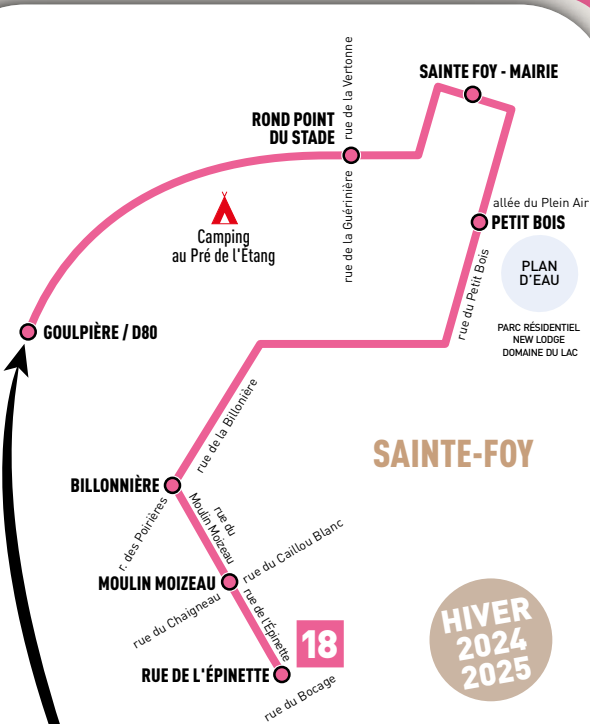 rue de la Vertonne
SAINTE FOY - MAIRIE
ROND POINT
DU STADE
rue de la Guérinière
allée du Plein Air
PETIT BOIS
Camping
au Pré de l'Étang
rue du Petit Bois
PLAN
D'EAU
PARC RÉSIDENTIEL
NEW LODGE
DOMAINE DU LAC
GOULPIÈRE / D80
rue de la Billonière
SAINTE-FOY
BILLONNIÈRE
r. des Poirières
rue du
Moulin Moizeau
rue du Caillou Blanc
MOULIN MOIZEAU
rue du Chaigneau
rue de l'Épinette
18
HIVER
2024
2025
RUE DE L'ÉPINETTE
rue du Bocage